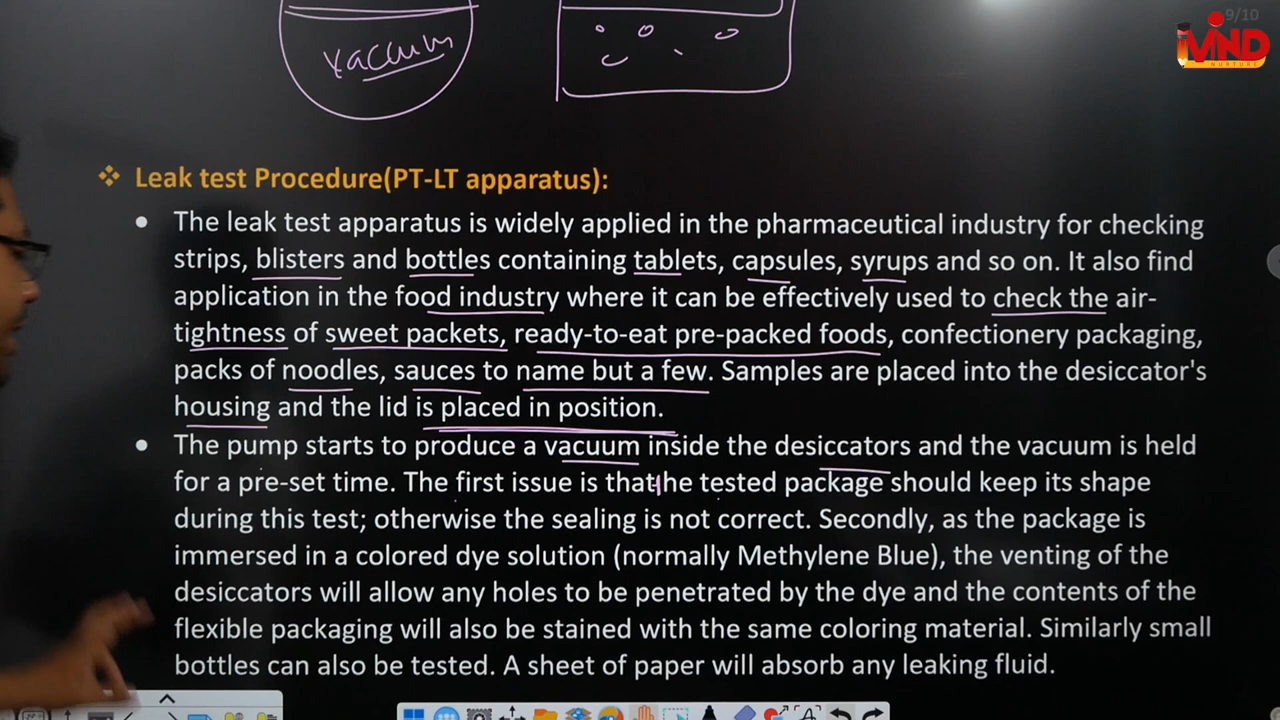 9/10
MIND
NURTURE
vacuum
❖ Leak test Procedure(PT-LT apparatus):
• The leak test apparatus is widely applied in the pharmaceutical industry for checking
strips, blisters and bottles containing tablets, capsules, syrups and so on. It also find
application in the food industry where it can be effectively used to check the air-
tightness of sweet packets, ready-to-eat pre-packed foods, confectionery packaging,
packs of noodles, sauces to name but a few. Samples are placed into the desiccator's
housing and the lid is placed in position.
• The pump starts to produce a vacuum inside the desiccators and the vacuum is held
for a pre-set time. The first issue is that the tested package should keep its shape
during this test; otherwise the sealing is not correct. Secondly, as the package is
immersed in a colored dye solution (normally Methylene Blue), the venting of the
desiccators will allow any holes to be penetrated by the dye and the contents of the
flexible packaging will also be stained with the same coloring material. Similarly small
bottles can also be tested. A sheet of paper will absorb any leaking fluid.